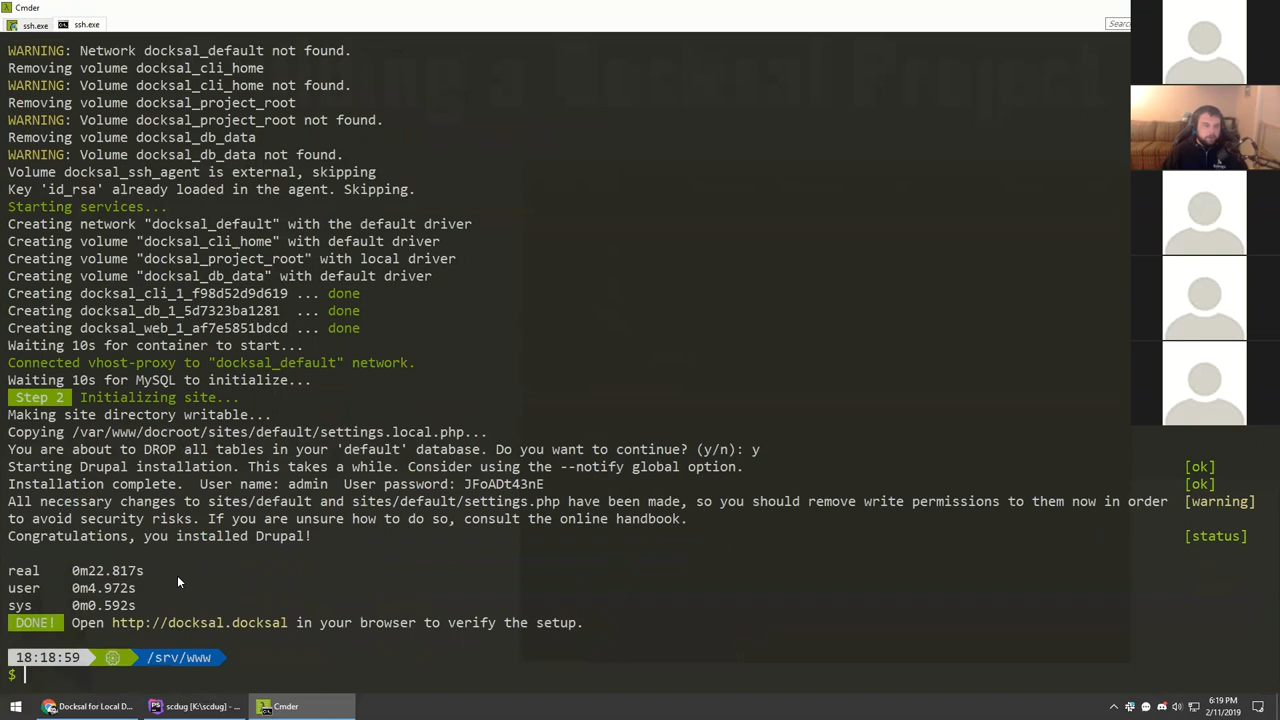 Cmder
ssh.exe
ssh.exe
Searc
WARNING: Network docksal_default not found.
Removing volume docksal_cli_home
WARNING: Volume docksal_cli_home not found.
Removing volume docksal_project_root
WARNING: Volume docksal_project_root not found.
Removing volume docksal_db_data
WARNING: Volume docksal_db_data not found.
Volume docksal_ssh_agent is external, skipping
Key 'id_rsa' already loaded in the agent. Skipping.
Starting services...
Creating network "docksal_default" with the default driver
Creating volume "docksal_cli_home" with default driver
Creating volume "docksal_project_root" with local driver
Creating volume "docksal_db_data" with default driver
Creating docksal_cli_1_f98d52d9d619 ... done
Creating docksal_db_1_5d7323ba1281  ... done
Creating docksal_web_1_af7e5851bdcd ... done
Waiting 10s for container to start...
Connected vhost-proxy to "docksal_default" network.
Waiting 10s for MySQL to initialize...
Step 2 Initializing site...
Making site directory writable...
Copying /var/www/docroot/sites/default/settings.local.php...
You are about to DROP all tables in your 'default' database. Do you want to continue? (y/n): y
Starting Drupal installation. This takes a while. Consider using the --notify global option. [ok]
Installation complete.  User name: admin  User password: JFoADt43nE [ok]
All necessary changes to sites/default and sites/default/settings.php have been made, so you should remove write permissions to them now in order [warning]
to avoid security risks. If you are unsure how to do so, consult the online handbook.
Congratulations, you installed Drupal! [status]
real 0m22.817s
user 0m4.972s
sys 0m0.592s
DONE! Open http://docksal.docksal in your browser to verify the setup.
18:18:59 /srv/www
$
Docksal for Local D...
scdug [K:\scdug] - ...
Cmder
6:19 PM
2/11/2019